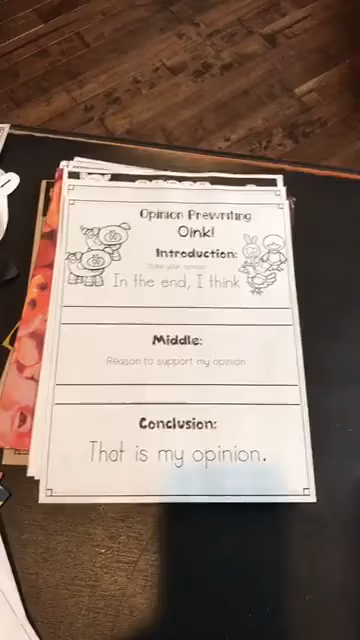 Opinion Prewriting
Oink!
Introduction:
State your opinion
In the end, I think
Middle:
Reason to support my opinion
Conclusion:
That is my opinion.